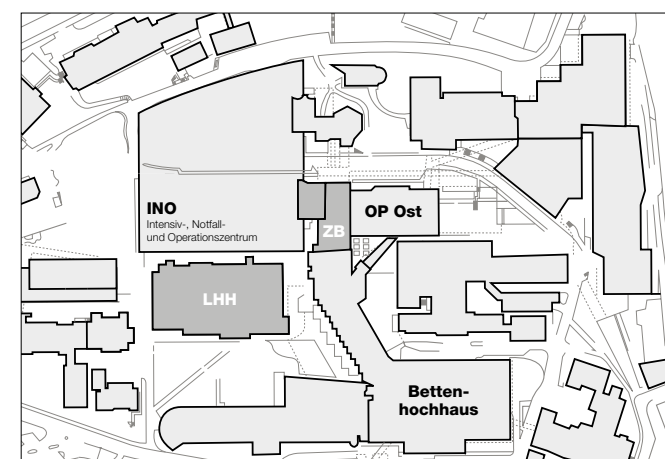 INO
Intensiv-, Notfall-
und Operationszentrum
ZB
OP Ost
LHH
Betten-
hochhaus